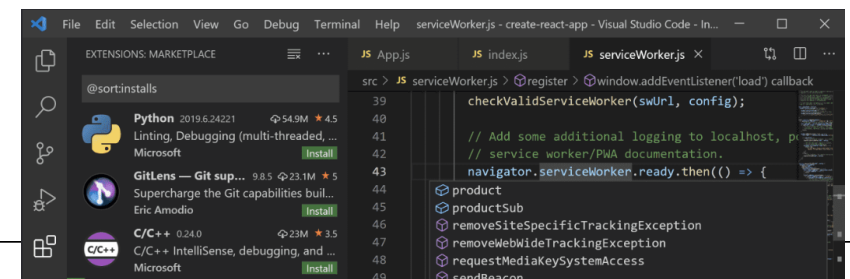 File Edit Selection View Go Debug Terminal Help serviceWorker.js - create-react-app - Visual Studio Code - In...
EXTENSIONS: MARKETPLACE
@sort:installs
Python 2019.6.24221 54.9M ★ 4.5
Linting, Debugging (multi-threaded, ...
Microsoft Install
GitLens — Git sup... 9.8.5 23.1M ★ 5
Supercharge the Git capabilities buil...
Eric Amodio Install
C/C++
C/C++ 0.24.0 23M ★ 3.5
C/C++ IntelliSense, debugging, and ...
Microsoft Install
JS App.js JS index.js JS serviceWorker.js
src > JS serviceWorker.js > register > window.addEventListener('load') callback
39 checkValidServiceWorker(swUrl, config);
40
41 // Add some additional logging to localhost,
42 // service worker/PWA documentation.
43 navigator.serviceWorker.ready.then(() => {
44 product
45 productSub
46 removeSiteSpecificTrackingException
47 removeWebWideTrackingException
48 requestMediaKeySystemAccess
49 sendBeacon